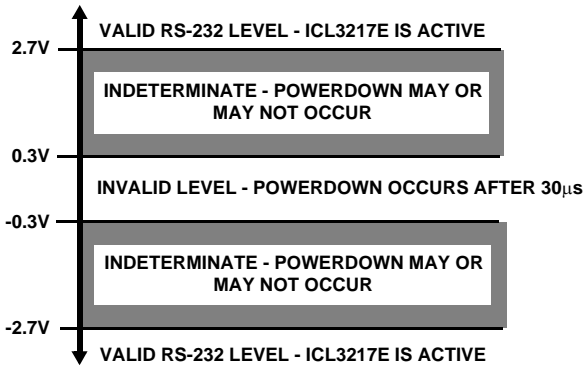 VALID RS-232 LEVEL - ICL3217E IS ACTIVE
2.7V
INDETERMINATE - POWERDOWN MAY OR
MAY NOT OCCUR
0.3V
INVALID LEVEL - POWERDOWN OCCURS AFTER 30μs
-0.3V
INDETERMINATE - POWERDOWN MAY OR
MAY NOT OCCUR
-2.7V
VALID RS-232 LEVEL - ICL3217E IS ACTIVE